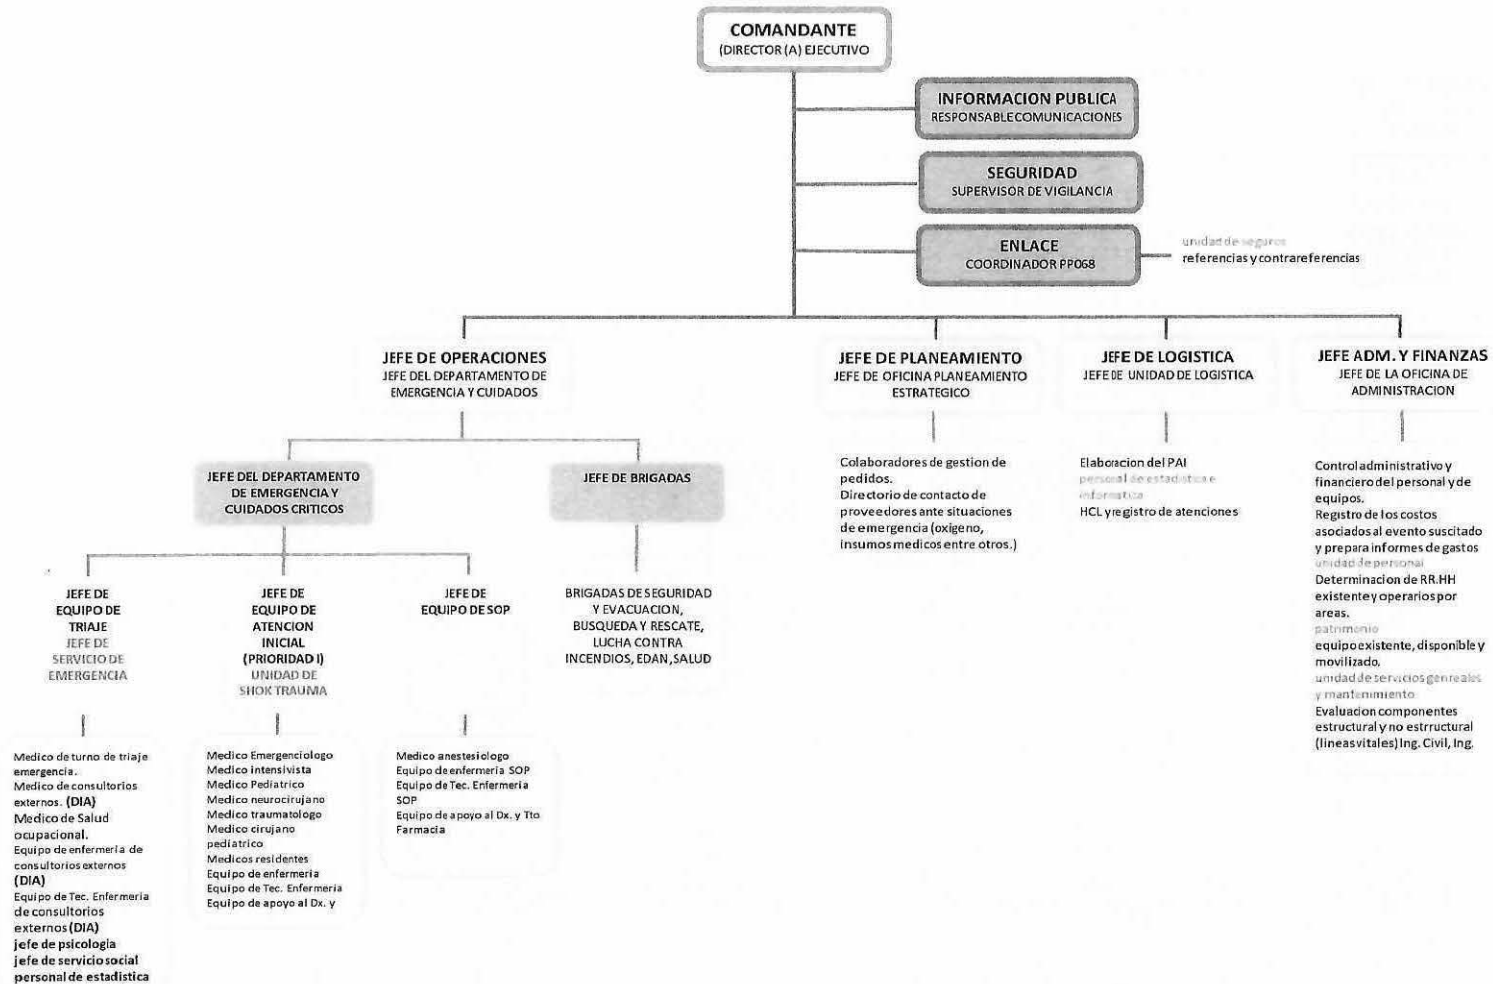 COMANDANTE
(DIRECTOR (A) EJECUTIVO
INFORMACION PUBLICA
RESPONSABLE COMUNICACIONES
SEGURIDAD
SUPERVISOR DE VIGILANCIA
ENLACE
COORDINADOR PP068
unidad de seguros
referencias y contrareferencias
JEFE DE OPERACIONES
JEFE DEL DEPARTAMENTO DE
EMERGENCIA Y CUIDADOS
JEFE DE PLANEAMIENTO
JEFE DE OFICINA PLANEAMIENTO
ESTRATEGICO
JEFE DE LOGISTICA
JEFE DE UNIDAD DE LOGISTICA
JEFE ADM. Y FINANZAS
JEFE DE LA OFICINA DE
ADMINISTRACION
JEFE DEL DEPARTAMENTO
DE EMERGENCIA Y
CUIDADOS CRITICOS
JEFE DE BRIGADAS
Colaboradores de gestion de
pedidos.
Directorio de contacto de
proveedores ante situaciones
de emergencia (oxigeno,
insumos medicos entre otros.)
Elaboracion del PAI
personal de estadistica e
informatica
HCL y registro de atenciones
Control administrativo y
financiero del personal y de
equipos.
Registro de los costos
asociados al evento suscitado
y prepara informes de gastos
unidad de personal
Determinacion de RR.HH
existente y operarios por
areas.
patrimonio
equipo existente, disponible y
movilizado.
unidad de servicios genreales
y mantenimiento
Evaluacion componentes
estructural y no estrructural
(lineas vitales) Ing. Civil, Ing.
JEFE DE
EQUIPO DE
TRIAJE
JEFE DE
SERVICIO DE
EMERGENCIA
JEFE DE
EQUIPO DE
ATENCION
INICIAL
(PRIORIDAD I)
UNIDAD DE
SHOK TRAUMA
JEFE DE
EQUIPO DE SOP
BRIGADAS DE SEGURIDAD
Y EVACUACION,
BUSQUEDA Y RESCATE,
LUCHA CONTRA
INCENDIOS, EDAN, SALUD
Medico de turno de triaje
emergencia.
Medico de consultorios
externos. (DIA)
Medico de Salud
ocupacional.
Equipo de enfermeria de
consultorios externos
(DIA)
Equipo de Tec. Enfermeria
de consultorios
externos (DIA)
jefe de psicologia
jefe de servicio social
personal de estadistica
Medico Emergenciologo
Medico intensivista
Medico Pediatrico
Medico neurocirujano
Medico traumatologo
Medico cirujano
pediatrico
Medicos residentes
Equipo de enfermeria
Equipo de Tec. Enfermeria
Equipo de apoyo al Dx. y
Medico anestesiologo
Equipo de enfermeria SOP
Equipo de Tec. Enfermeria
SOP
Equipo de apoyo al Dx. y Tto
Farmacia